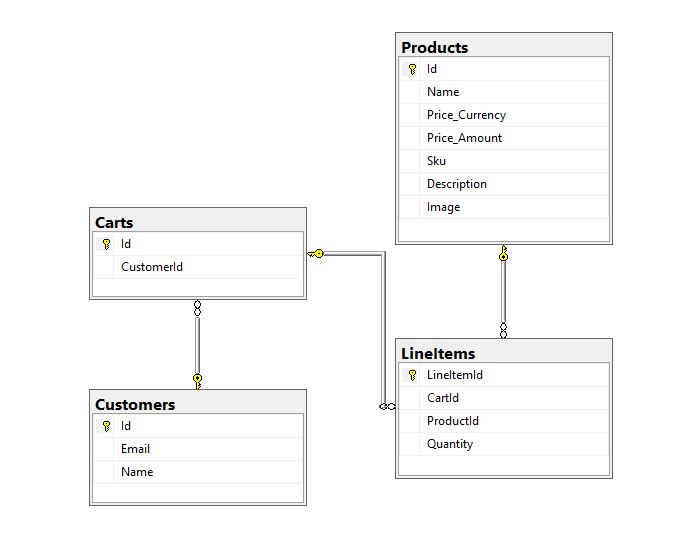 Products
Id
Name
Price_Currency
Price_Amount
Sku
Description
Image
Carts
Id
CustomerId
LineItems
LineItemId
CartId
ProductId
Quantity
Customers
Id
Email
Name